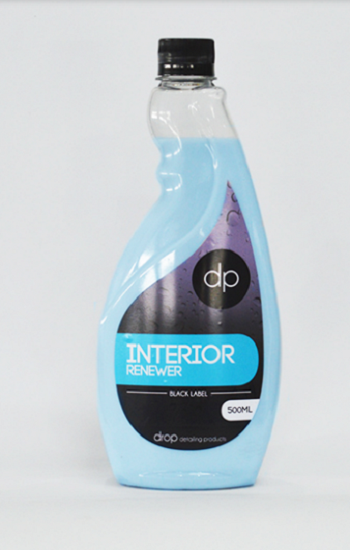 dp
INTERIOR
RENEWER
BLACK LABEL
500ML
drop detailing products